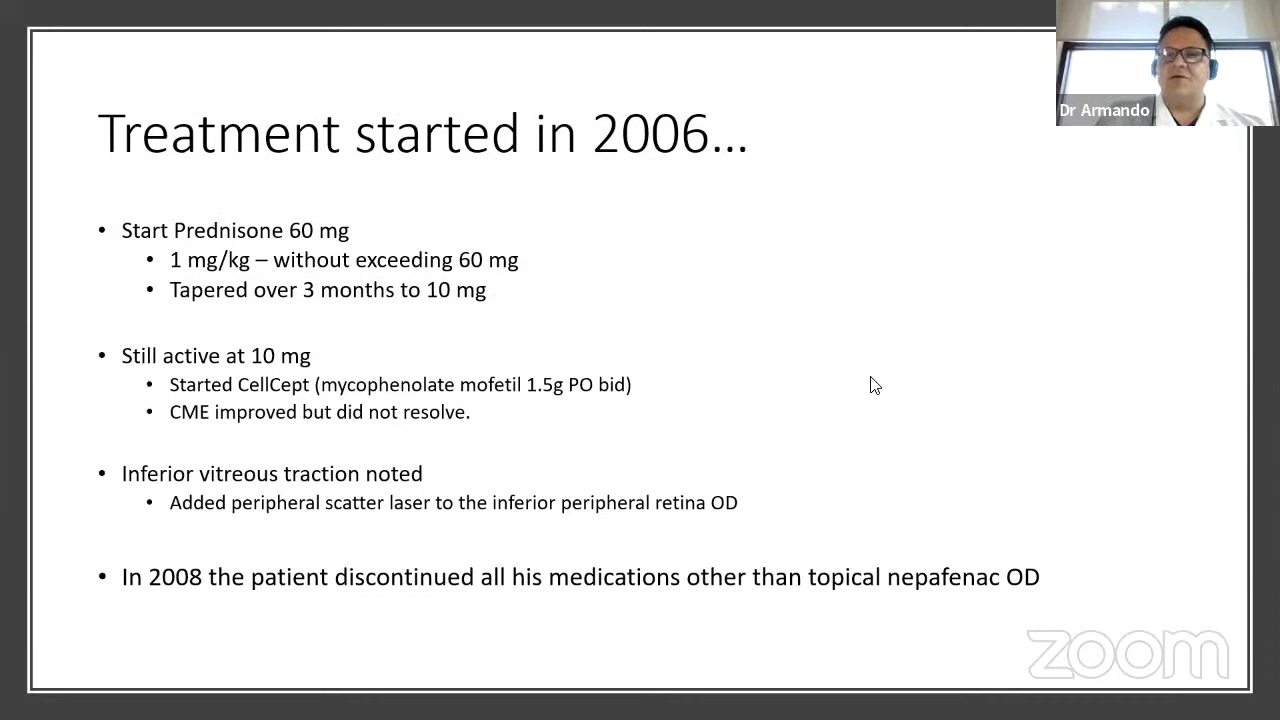 Dr Armando
Treatment started in 2006...
• Start Prednisone 60 mg
• 1 mg/kg – without exceeding 60 mg
• Tapered over 3 months to 10 mg
• Still active at 10 mg
• Started CellCept (mycophenolate mofetil 1.5g PO bid)
• CME improved but did not resolve.
• Inferior vitreous traction noted
• Added peripheral scatter laser to the inferior peripheral retina OD
• In 2008 the patient discontinued all his medications other than topical nepafenac OD
zoom